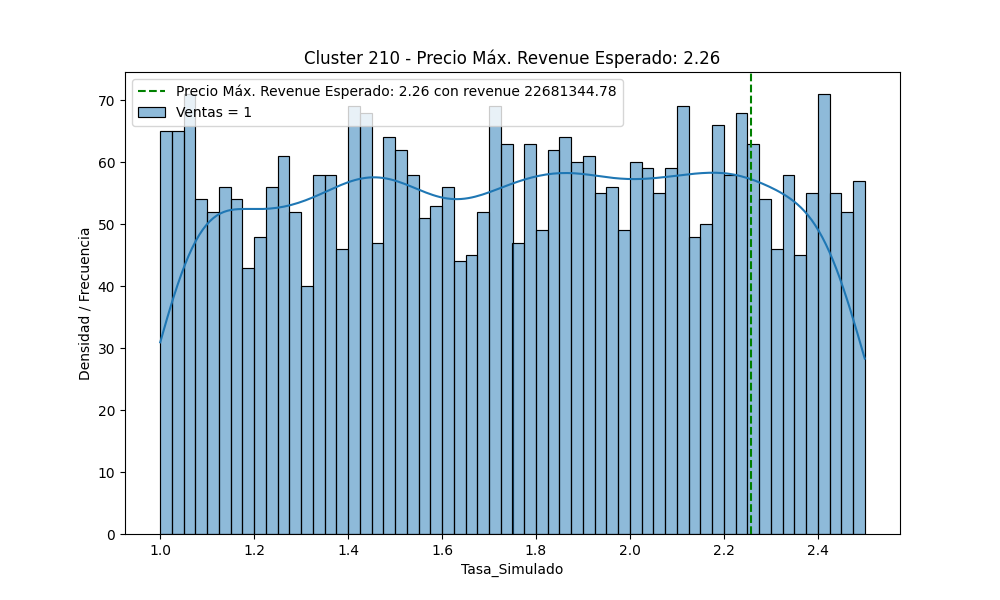 Cluster 210 - Precio Máx. Revenue Esperado: 2.26
Precio Máx. Revenue Esperado: 2.26 con revenue 22681344.78
Ventas = 1
Densidad / Frecuencia
70
60
50
40
30
20
10
0
1.0 1.2 1.4 1.6 1.8 2.0 2.2 2.4
Tasa_Simulado